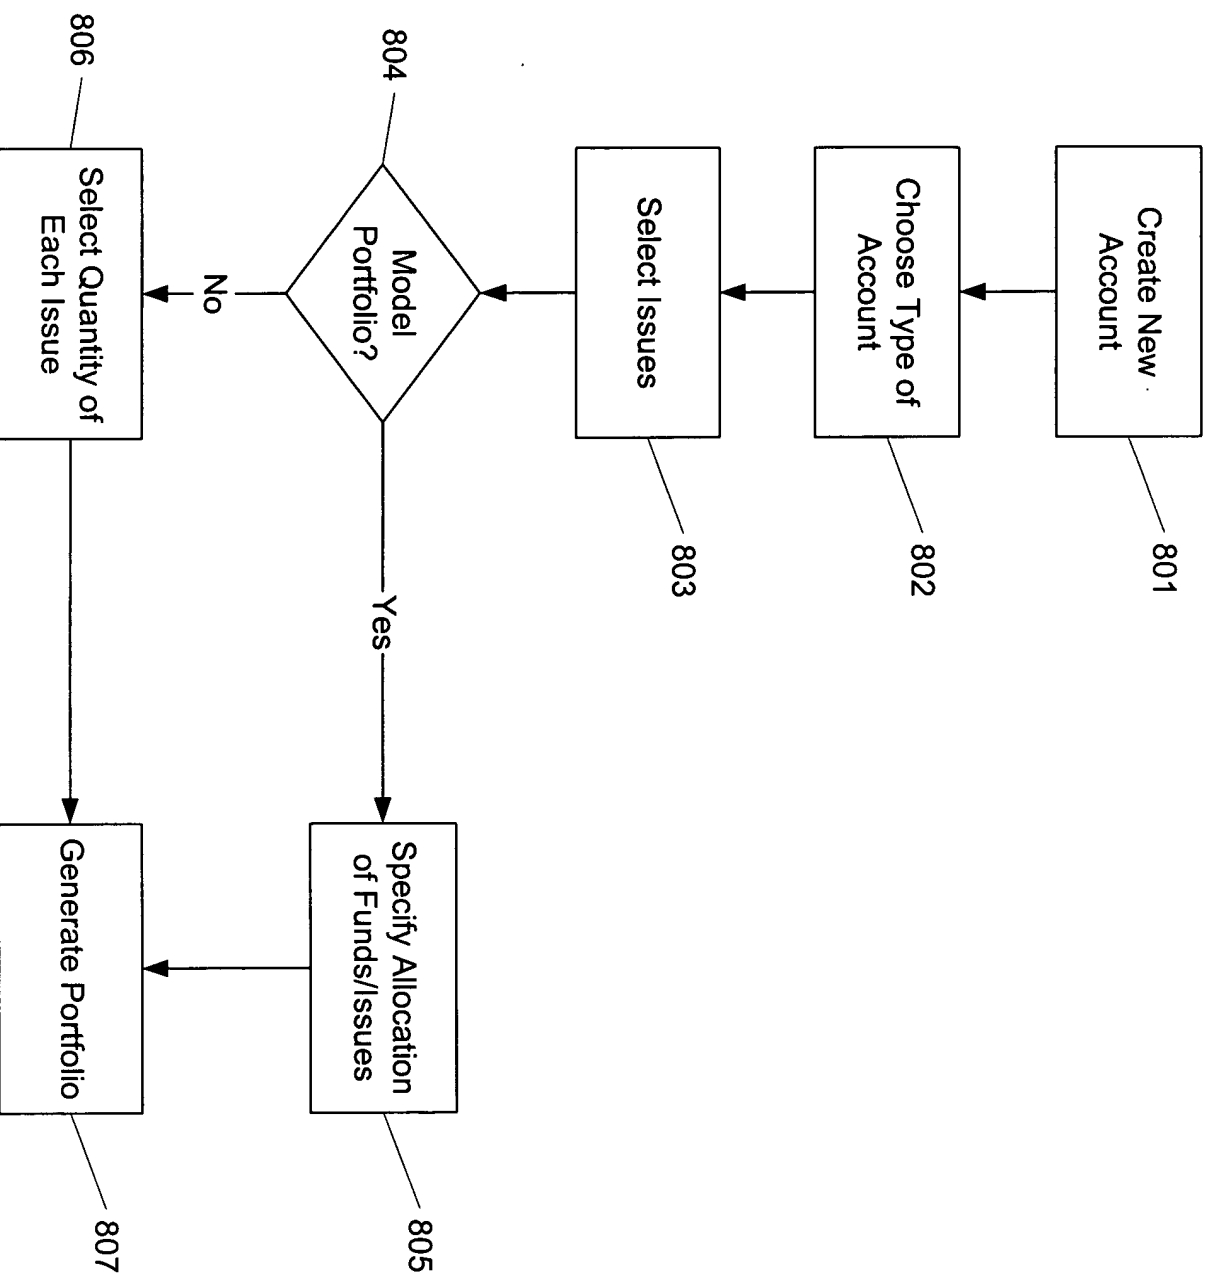 Create New
Account
801
Choose Type of
Account
802
Select Issues
803
804
Model
Portfolio?
Yes
No
Specify Allocation
of Funds/Issues
805
806
Select Quantity of
Each Issue
Generate Portfolio
807